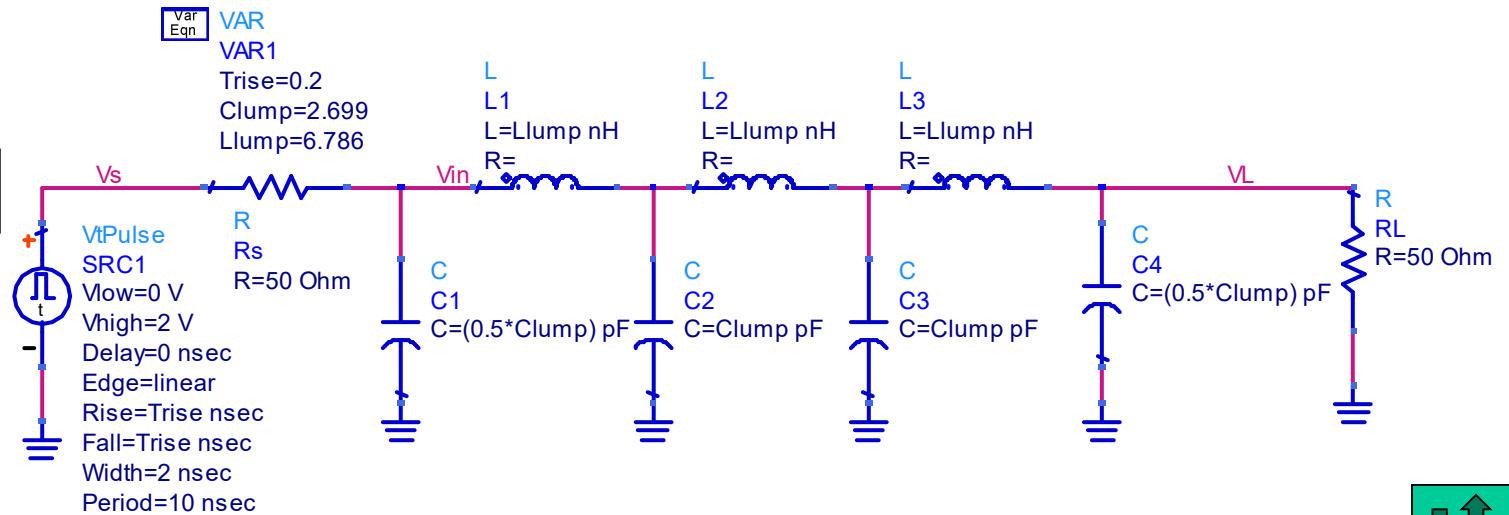 Var
Eqn
VAR
VAR1
Trise=0.2
Clump=2.699
Llump=6.786
L
L1
L=Llump nH
R=
L
L2
L=Llump nH
R=
L
L3
L=Llump nH
R=
Vs
Vin
VL
+
t
VtPulse
SRC1
Vlow=0 V
Vhigh=2 V
Delay=0 nsec
Edge=linear
Rise=Trise nsec
Fall=Trise nsec
Width=2 nsec
Period=10 nsec
R
Rs
R=50 Ohm
C
C1
C=(0.5*Clump) pF
C
C2
C=Clump pF
C
C3
C=Clump pF
C
C4
C=(0.5*Clump) pF
R
RL
R=50 Ohm